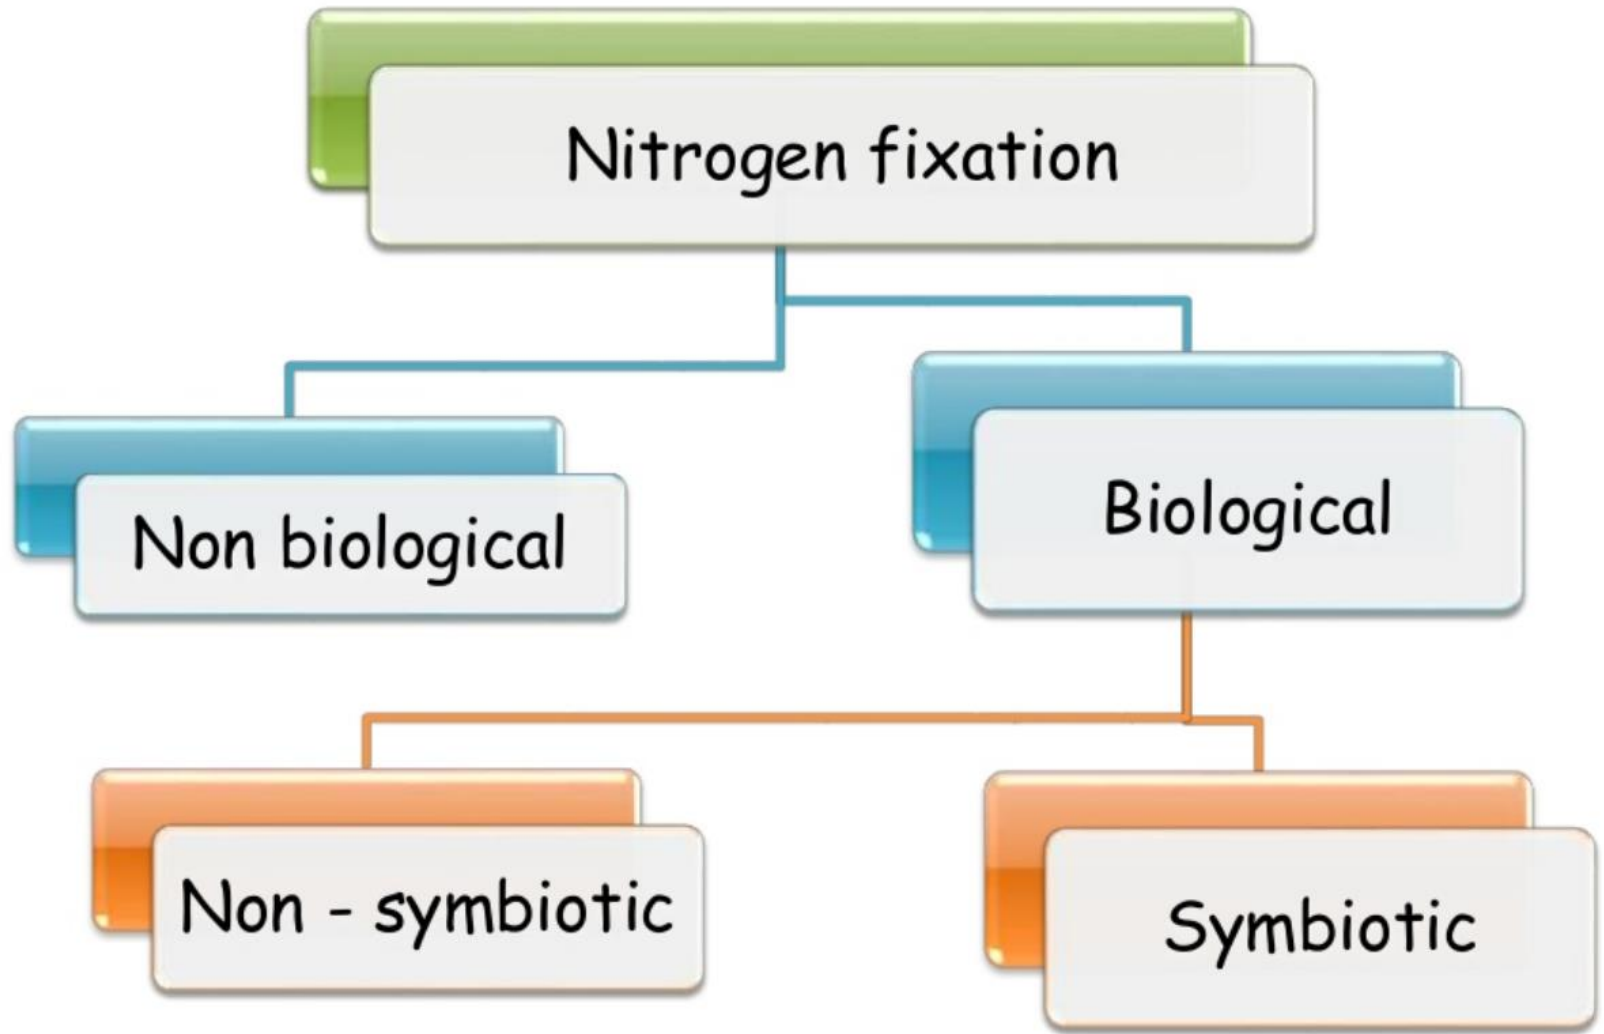 Nitrogen fixation
Non biological
Biological
Non - symbiotic
Symbiotic